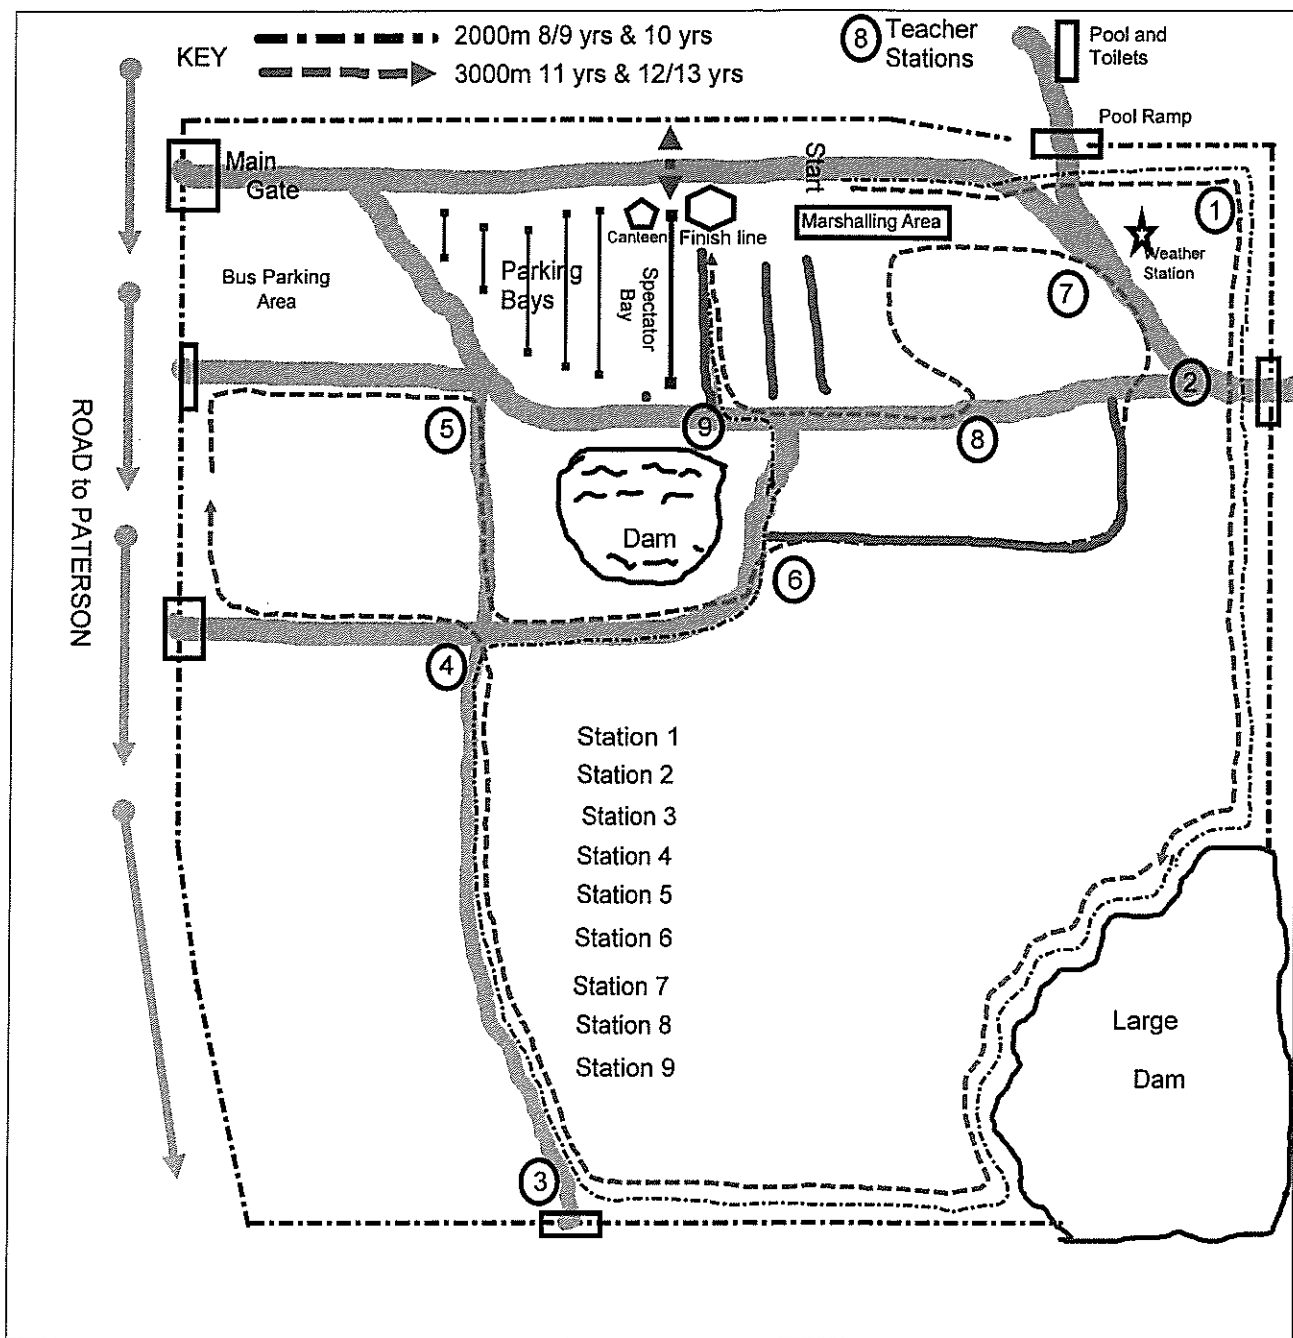 KEY
2000m 8/9 yrs & 10 yrs
3000m 11 yrs & 12/13 yrs
8 Teacher
Stations
Pool and
Toilets
Pool Ramp
Main
Gate
Start
1
Marshalling Area
Canteen
Finish line
Weather
Station
Bus Parking
Area
Parking
Bays
Spectator
Bay
7
2
ROAD to PATERSON
5
9
8
Dam
6
4
Station 1
Station 2
Station 3
Station 4
Station 5
Station 6
Station 7
Station 8
Station 9
Large
Dam
3